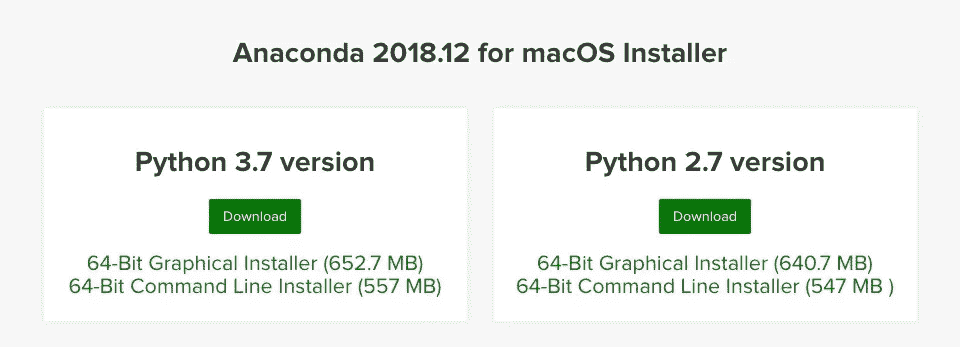 Anaconda 2018.12 for macOS Installer
Python 3.7 version
Download
64-Bit Graphical Installer (652.7 MB)
64-Bit Command Line Installer (557 MB)
Python 2.7 version
Download
64-Bit Graphical Installer (640.7 MB)
64-Bit Command Line Installer (547 MB )